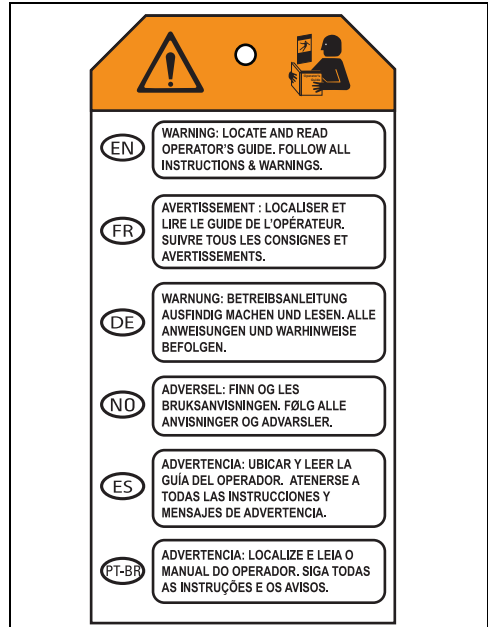 Operator's
Guide
EN
WARNING: LOCATE AND READ
OPERATOR'S GUIDE. FOLLOW ALL
INSTRUCTIONS & WARNINGS.
FR
AVERTISSEMENT : LOCALISER ET
LIRE LE GUIDE DE L'OPÉRATEUR.
SUIVRE TOUS LES CONSIGNES ET
AVERTISSEMENTS.
DE
WARNUNG: BETREIBSANLEITUNG
AUSFINDIG MACHEN UND LESEN. ALLE
ANWEISUNGEN UND WARHINWEISE
BEFOLGEN.
NO
ADVERSEL: FINN OG LES
BRUKSANVISNINGEN. FØLG ALLE
ANVISNINGER OG ADVARSLER.
ES
ADVERTENCIA: UBICAR Y LEER LA
GUÍA DEL OPERADOR. ATENERSE A
TODAS LAS INSTRUCCIONES Y
MENSAJES DE ADVERTENCIA.
PT-BR
ADVERTENCIA: LOCALIZE E LEIA O
MANUAL DO OPERADOR. SIGA TODAS
AS INSTRUÇÕES E OS AVISOS.